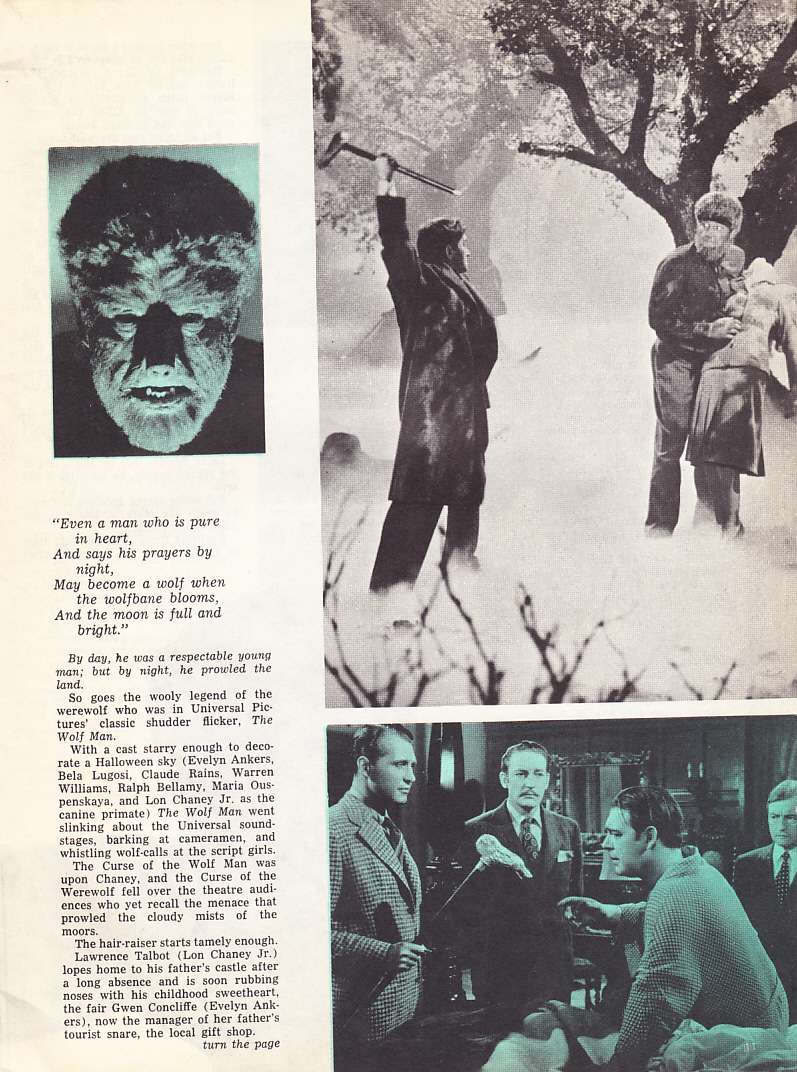 “Even a man who is pure
in heart,
And says his prayers by
night,
May become a wolf when
the wolfbane blooms,
And the moon is full and
bright.”
By day, he was a respectable young
man; but by night, he prowled the
land.
So goes the wooly legend of the
werewolf who was in Universal Pic-
tures’ classic shudder flicker, The
Wolf Man.
With a cast starry enough to deco-
rate a Halloween sky (Evelyn Ankers,
Bela Lugosi, Claude Rains, Warren
Williams, Ralph Bellamy, Maria Ous-
penskaya, and Lon Chaney Jr. as the
canine primate) The Wolf Man went
slinking about the Universal sound-
stages, barking at cameramen, and
whistling wolf-calls at the script girls.
The Curse of the Wolf Man was
upon Chaney, and the Curse of the
Werewolf fell over the theatre audi-
ences who yet recall the menace that
prowled the cloudy mists of the
moors.
The hair-raiser starts tamely enough.
Lawrence Talbot (Lon Chaney Jr.)
lopes home to his father’s castle after
a long absence and is soon rubbing
noses with his childhood sweetheart,
the fair Gwen Concliffe (Evelyn Ank-
ers), now the manager of her father’s
tourist snare, the local gift shop.
turn the page